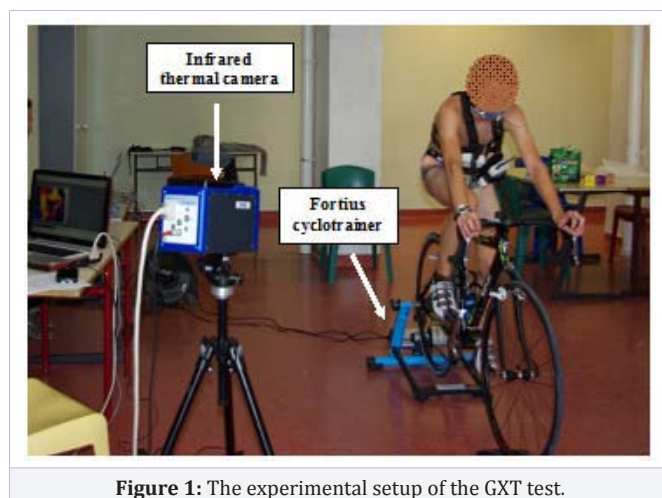 Infrared
thermal camera
Fortius
cyclotrainer
Figure 1: The experimental setup of the GXT test.